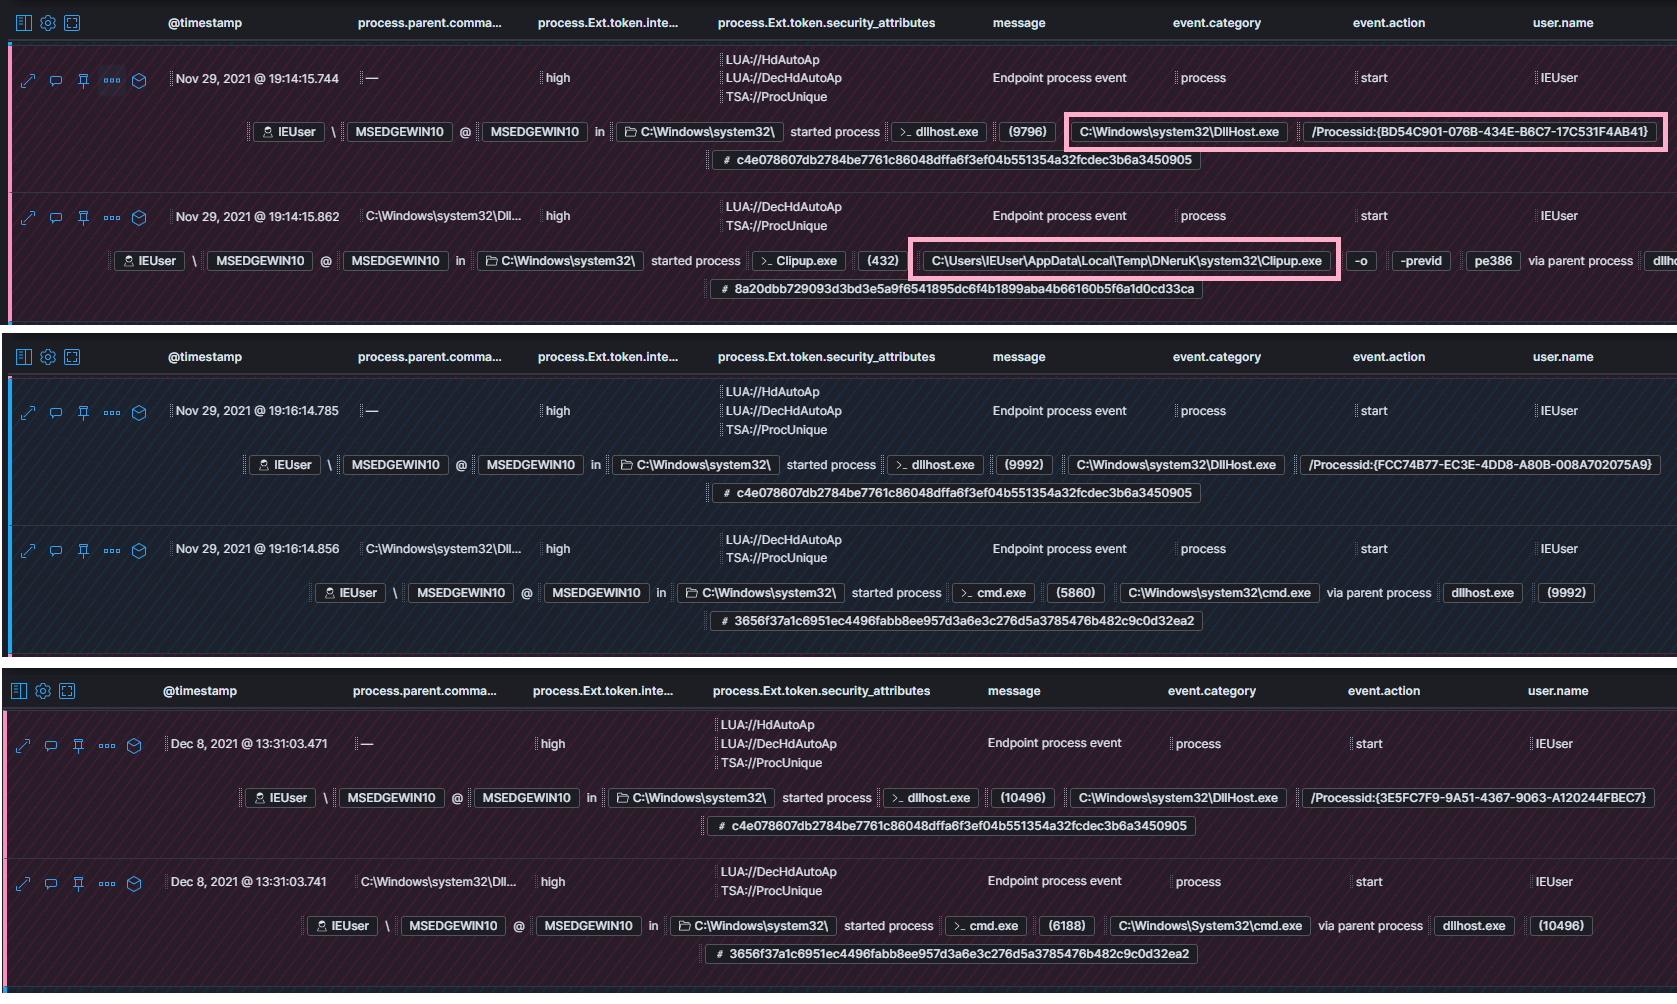 @timestamp process.parent.comma... process.Ext.token.inte... process.Ext.token.security_attributes message event.category event.action user.name
LUA://HdAutoAp
Nov 29, 2021 @ 19:14:15.744 — high LUA://DecHdAutoAp Endpoint process event process start IEUser
TSA://ProcUnique
IEUser \ MSEDGEWIN10 @ MSEDGEWIN10 in C:\Windows\system32\ started process >_ dllhost.exe (9796) C:\Windows\system32\DllHost.exe /Processid:{BD54C901-076B-434E-B6C7-17C531F4AB41}
# c4e078607db2784be7761c86048dffa6f3ef04b551354a32fcdec3b6a3450905
LUA://DecHdAutoAp
Nov 29, 2021 @ 19:14:15.862 C:\Windows\system32\Dll... high Endpoint process event process start IEUser
TSA://ProcUnique
IEUser \ MSEDGEWIN10 @ MSEDGEWIN10 in C:\Windows\system32\ started process >_ Clipup.exe (432) C:\Users\IEUser\AppData\Local\Temp\DNeruK\system32\Clipup.exe -o -previd pe386 via parent process dllho
# 8a20dbb729093d3bd3e5a9f6541895dc6f4b1899aba4b66160b5f6a1d0cd33ca
@timestamp process.parent.comma... process.Ext.token.inte... process.Ext.token.security_attributes message event.category event.action user.name
LUA://HdAutoAp
Nov 29, 2021 @ 19:16:14.785 — high LUA://DecHdAutoAp Endpoint process event process start IEUser
TSA://ProcUnique
IEUser \ MSEDGEWIN10 @ MSEDGEWIN10 in C:\Windows\system32\ started process >_ dllhost.exe (9992) C:\Windows\system32\DllHost.exe /Processid:{FCC74B77-EC3E-4DD8-A80B-008A702075A9}
# c4e078607db2784be7761c86048dffa6f3ef04b551354a32fcdec3b6a3450905
LUA://DecHdAutoAp
Nov 29, 2021 @ 19:16:14.856 C:\Windows\system32\Dll... high Endpoint process event process start IEUser
TSA://ProcUnique
IEUser \ MSEDGEWIN10 @ MSEDGEWIN10 in C:\Windows\system32\ started process >_ cmd.exe (5860) C:\Windows\system32\cmd.exe via parent process dllhost.exe (9992)
# 3656f37a1c6951ec4496fabb8ee957d3a6e3c276d5a3785476b482c9c0d32ea2
@timestamp process.parent.comma... process.Ext.token.inte... process.Ext.token.security_attributes message event.category event.action user.name
LUA://HdAutoAp
Dec 8, 2021 @ 13:31:03.471 — high LUA://DecHdAutoAp Endpoint process event process start IEUser
TSA://ProcUnique
IEUser \ MSEDGEWIN10 @ MSEDGEWIN10 in C:\Windows\system32\ started process >_ dllhost.exe (10496) C:\Windows\system32\DllHost.exe /Processid:{3E5FC7F9-9A51-4367-9063-A120244FBEC7}
# c4e078607db2784be7761c86048dffa6f3ef04b551354a32fcdec3b6a3450905
LUA://DecHdAutoAp
Dec 8, 2021 @ 13:31:03.741 C:\Windows\system32\Dll... high Endpoint process event process start IEUser
TSA://ProcUnique
IEUser \ MSEDGEWIN10 @ MSEDGEWIN10 in C:\Windows\system32\ started process >_ cmd.exe (6188) C:\Windows\System32\cmd.exe via parent process dllhost.exe (10496)
# 3656f37a1c6951ec4496fabb8ee957d3a6e3c276d5a3785476b482c9c0d32ea2